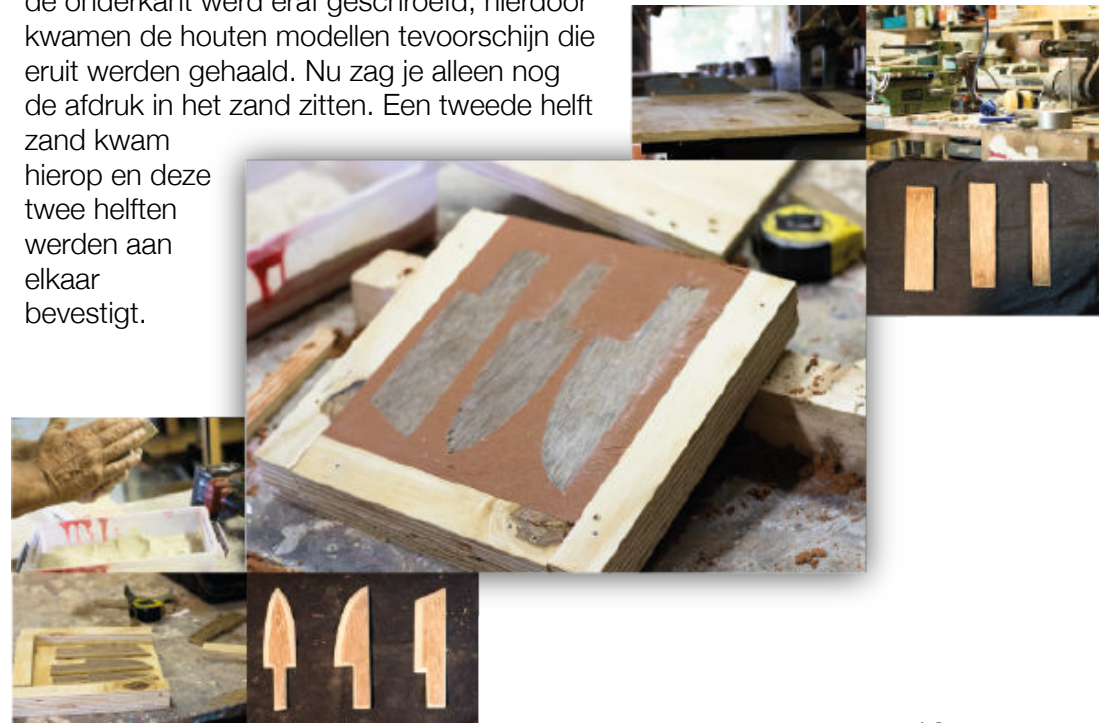 de onderkant werd eraf geschroefd, hierdoor
kwamen de houten modellen tevoorschijn die
eruit werden gehaald. Nu zag je alleen nog
de afdruk in het zand zitten. Een tweede helft
zand kwam
hierop en deze
twee helften
werden aan
elkaar
bevestigt.